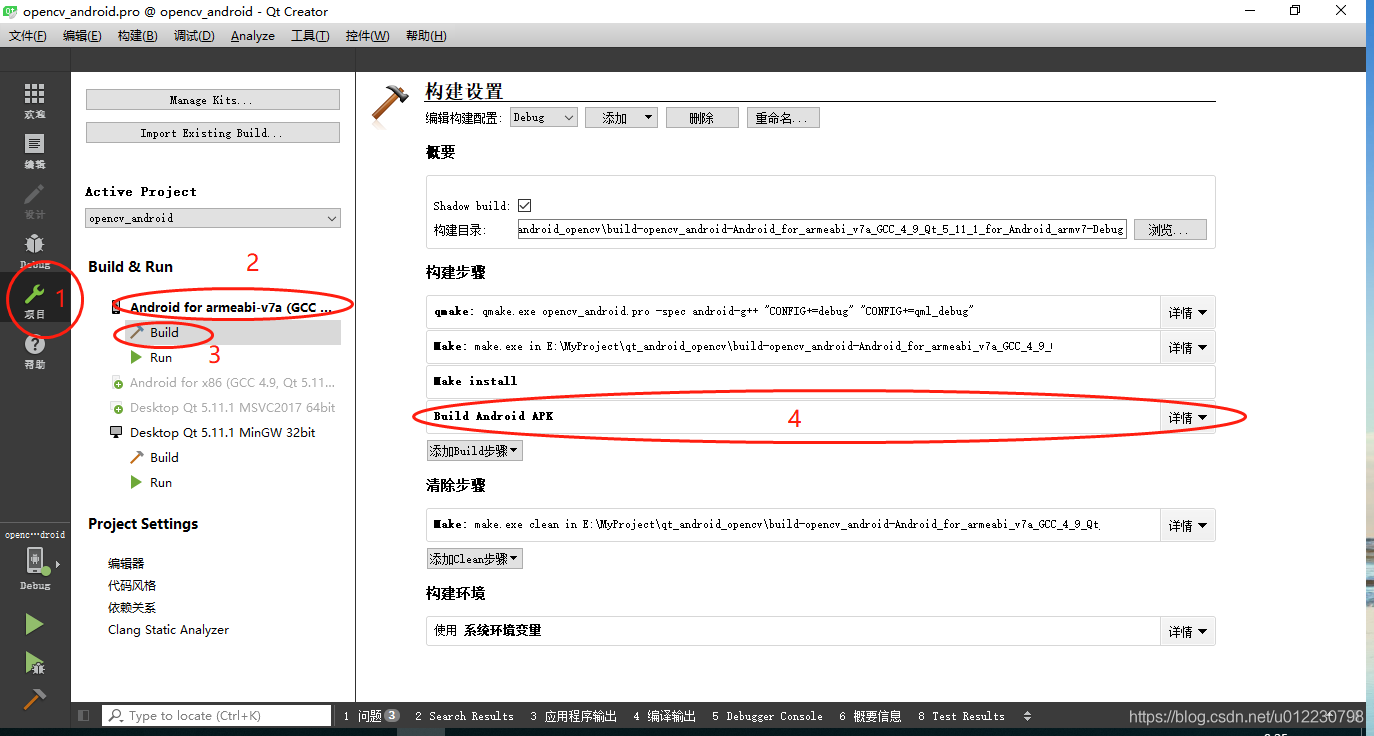 opencv_android.pro @ opencv_android - Qt Creator
文件(F) 编辑(E) 构建(B) 调试(D) Analyze 工具(T) 控件(W) 帮助(H)
欢迎
编辑
设计
Debug
项目
帮助
1
Manage Kits...
Import Existing Build...
Active Project
opencv_android
Build & Run
2
Android for armeabi-v7a (GCC ...
Build
3
Run
Android for x86 (GCC 4.9, Qt 5.11...
Desktop Qt 5.11.1 MSVC2017 64bit
Desktop Qt 5.11.1 MinGW 32bit
Build
Run
Project Settings
编辑器
代码风格
依赖关系
Clang Static Analyzer
openc…droid
Debug
构建设置
编辑构建配置: Debug 添加 删除 重命名...
概要
Shadow build:
构建目录: android_opencv\build-opencv_android-Android_for_armeabi_v7a_GCC_4_9_Qt_5_11_1_for_Android_armv7-Debug 浏览...
构建步骤
qmake: qmake.exe opencv_android.pro -spec android-g++ "CONFIG+=debug" "CONFIG+=qml_debug" 详情
Make: make.exe in E:\MyProject\qt_android_opencv\build-opencv_android-Android_for_armeabi_v7a_GCC_4_9_ 详情
Make install
Build Android APK 4 详情
添加Build步骤
清除步骤
Make: make.exe clean in E:\MyProject\qt_android_opencv\build-opencv_android-Android_for_armeabi_v7a_GCC_4_9_Qt_ 详情
添加Clean步骤
构建环境
使用 系统环境变量 详情
Type to locate (Ctrl+K) 1 问题 3 2 Search Results 3 应用程序输出 4 编译输出 5 Debugger Console 6 概要信息 8 Test Results
https://blog.csdn.net/u012230798